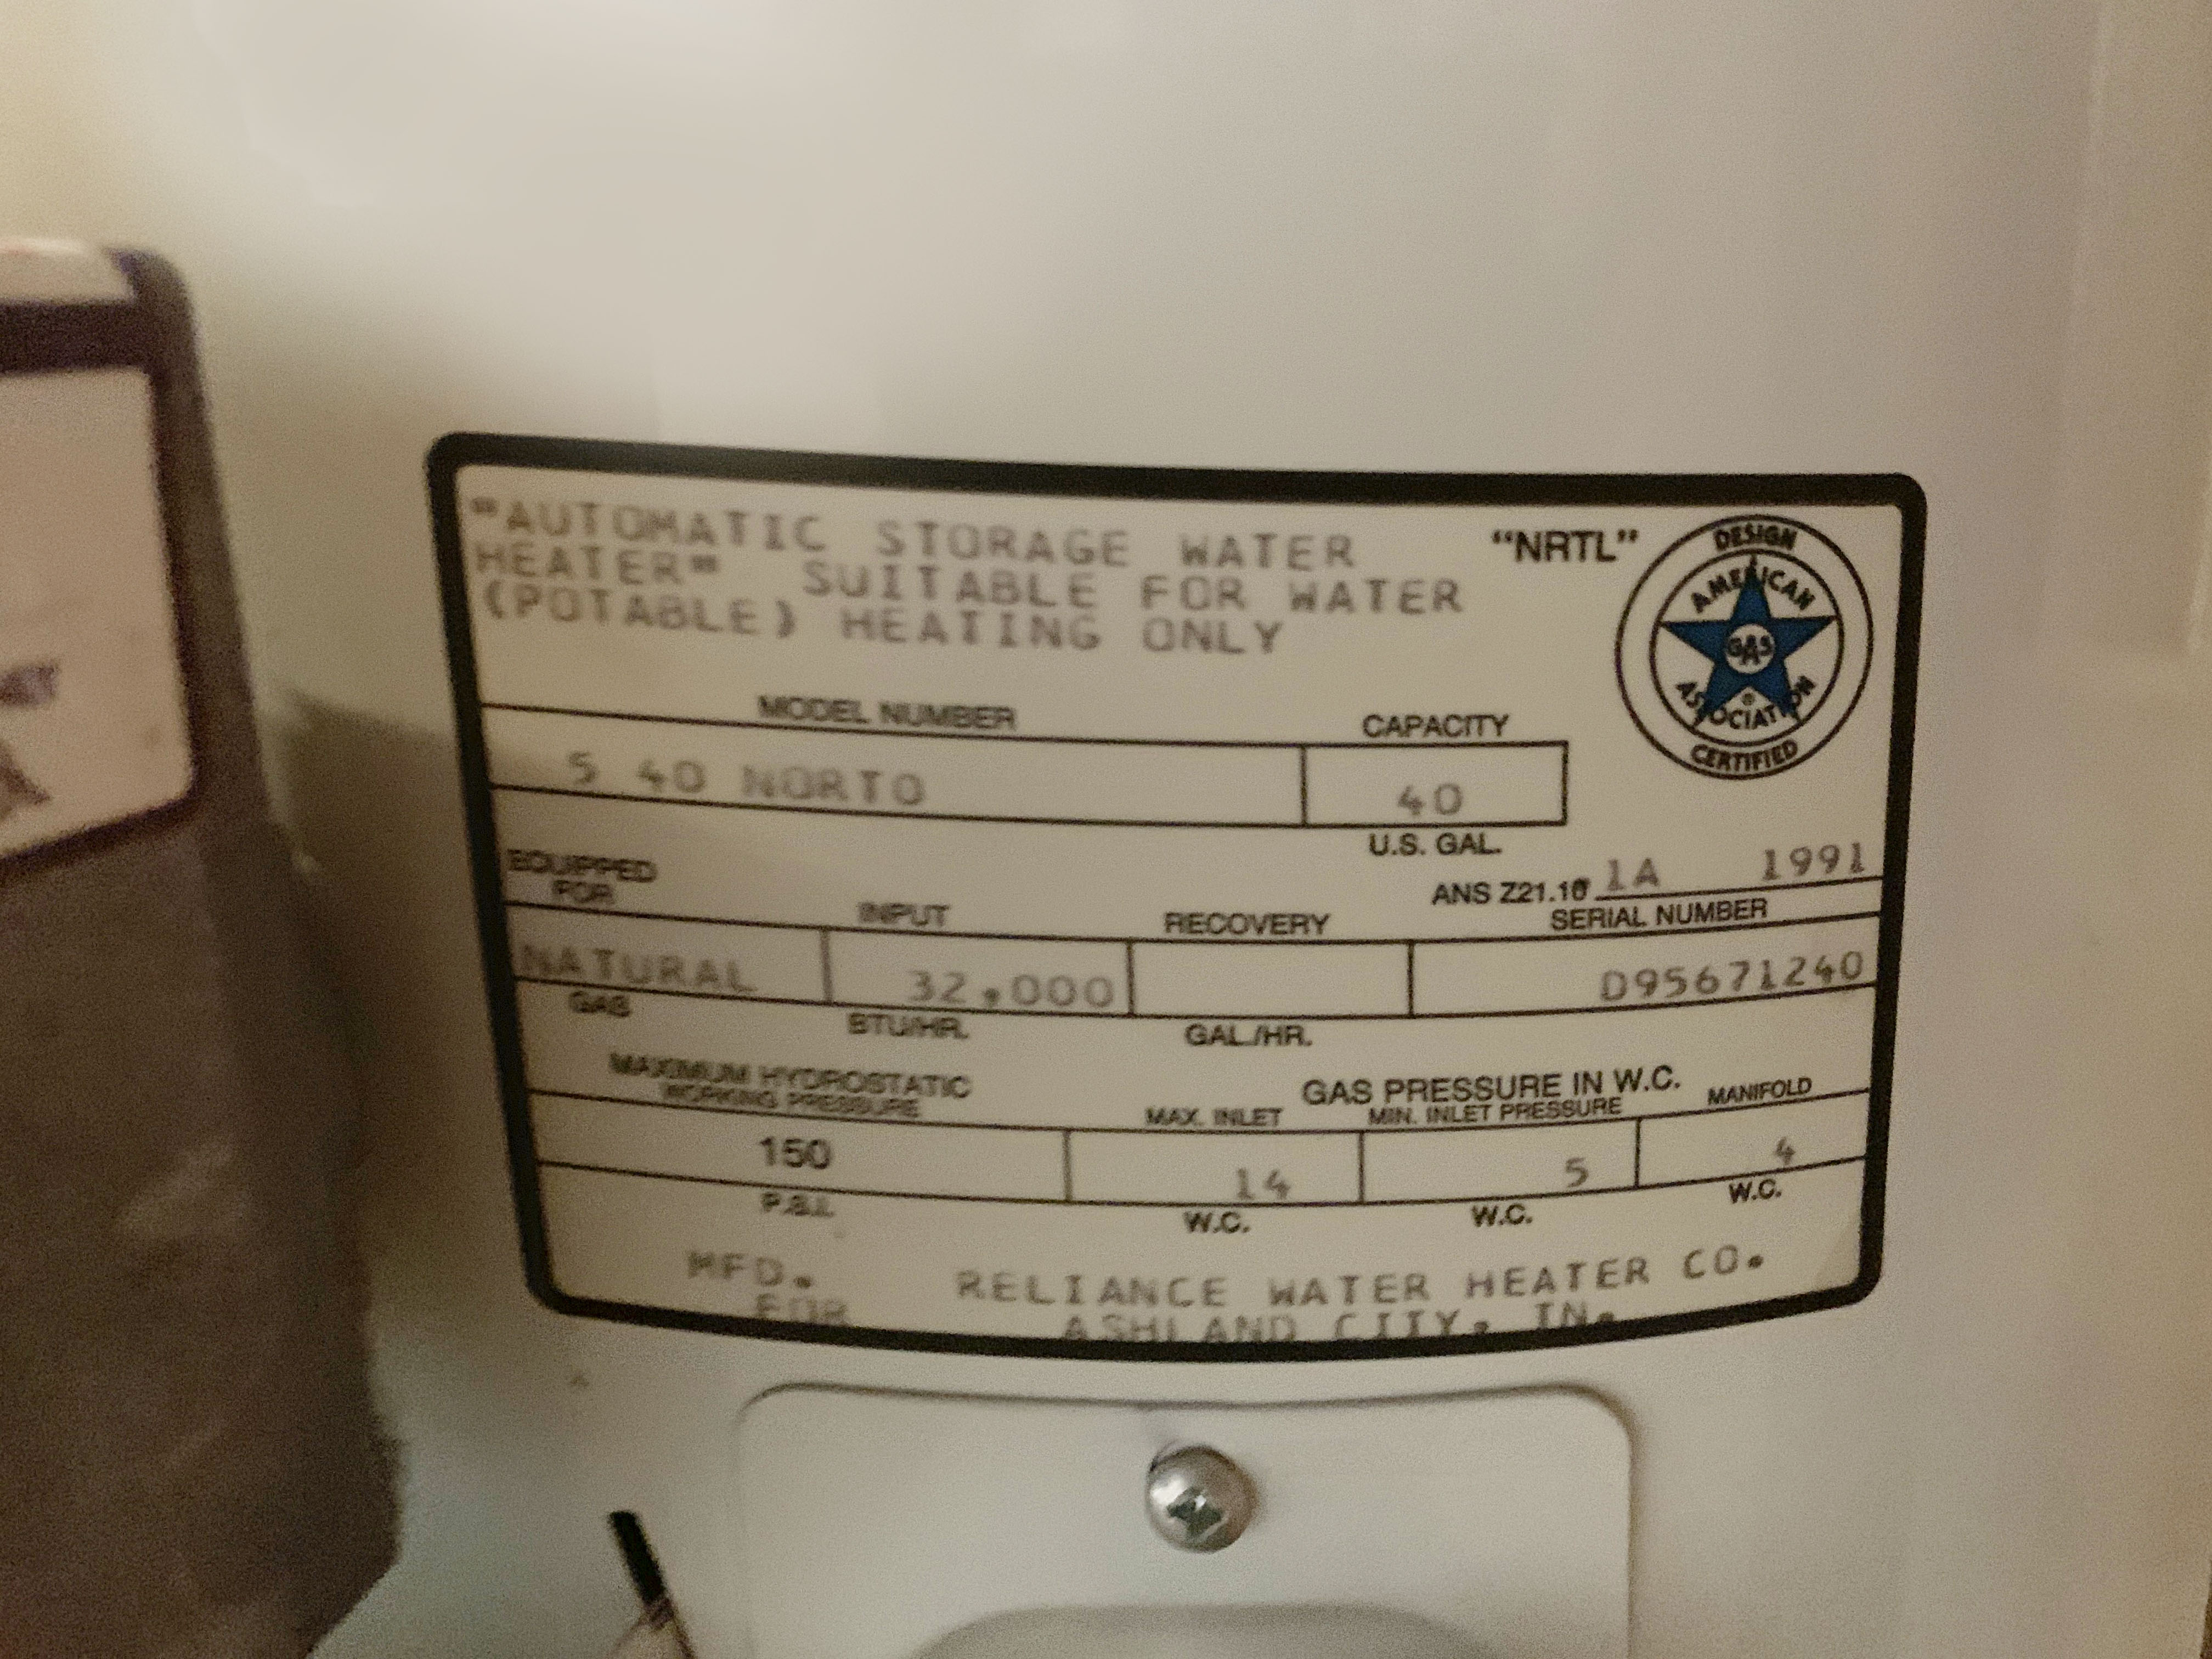 "AUTOMATIC STORAGE WATER
HEATER" SUITABLE FOR WATER
(POTABLE) HEATING ONLY
"NRTL"
DESIGN
AMERICAN
GAS
ASSOCIATION
®
CERTIFIED
MODEL NUMBER
CAPACITY
5 40 NORTO
40
U.S. GAL.
ANS Z21.10 1A 1991
EQUIPPED
FOR
INPUT
RECOVERY
SERIAL NUMBER
NATURAL
32,000
D95671240
GAS
BTU/HR.
GAL./HR.
MAXIMUM HYDROSTATIC
WORKING PRESSURE
GAS PRESSURE IN W.C.
MAX. INLET
MIN. INLET PRESSURE
MANIFOLD
150
14
5
4
P.S.I.
W.C.
W.C.
W.C.
MFD. RELIANCE WATER HEATER CO.
FOR ASHLAND CITY, TN.